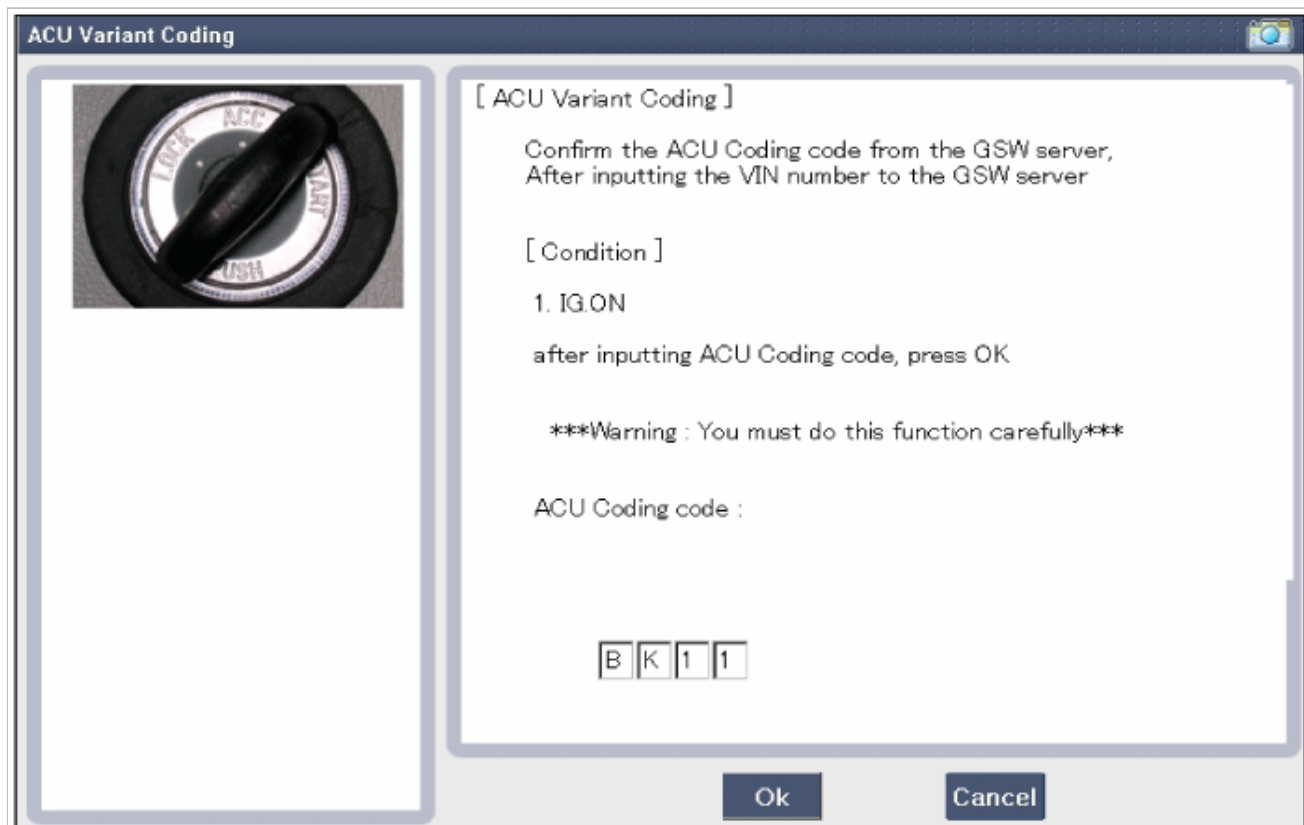 ACU Variant Coding
ACC
LOCK
START
PUSH
[ ACU Variant Coding ]
Confirm the ACU Coding code from the GSW server,
After inputting the VIN number to the GSW server
[ Condition ]
1. IG.ON
after inputting ACU Coding code, press OK
***Warning : You must do this function carefully***
ACU Coding code :
B K 1 1
Ok
Cancel